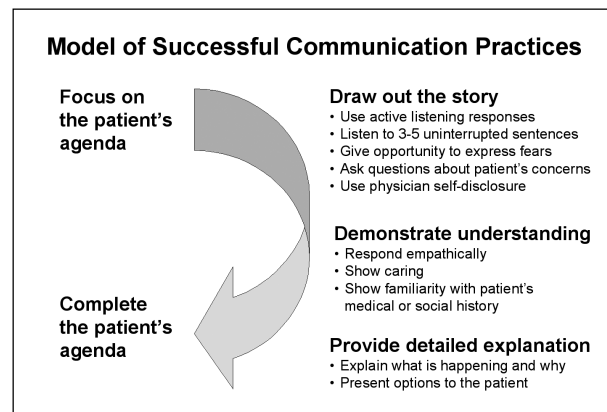 Model of Successful Communication Practices
Focus on
the patient's
agenda
Draw out the story
• Use active listening responses
• Listen to 3-5 uninterrupted sentences
• Give opportunity to express fears
• Ask questions about patient's concerns
• Use physician self-disclosure
Demonstrate understanding
• Respond empathically
• Show caring
• Show familiarity with patient's
medical or social history
Complete
the patient's
agenda
Provide detailed explanation
• Explain what is happening and why
• Present options to the patient